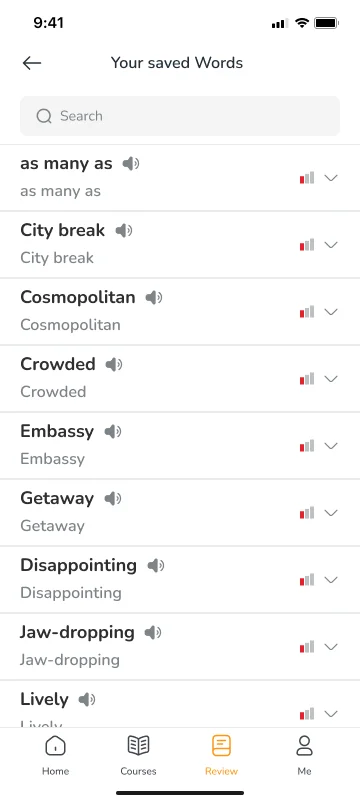 9:41
Your saved Words
Search
as many as
as many as
City break
City break
Cosmopolitan
Cosmopolitan
Crowded
Crowded
Embassy
Embassy
Getaway
Getaway
Disappointing
Disappointing
Jaw-dropping
Jaw-dropping
Lively
Lively
Home
Courses
Review
Me